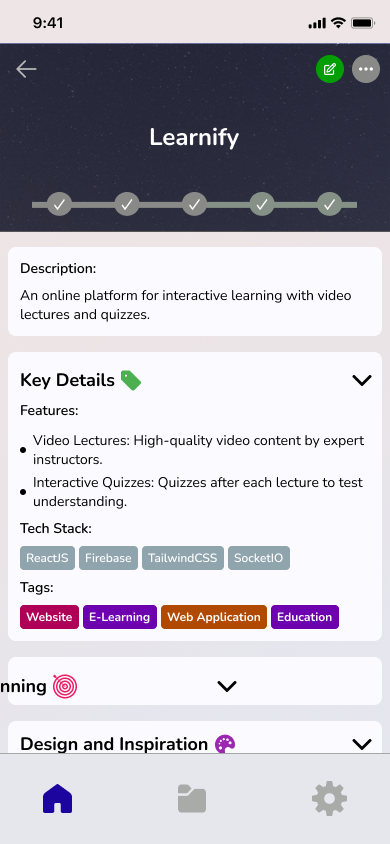 9:41
Learnify
Description:
An online platform for interactive learning with video
lectures and quizzes.
Key Details
Features:
Video Lectures: High-quality video content by expert
instructors.
Interactive Quizzes: Quizzes after each lecture to test
understanding.
Tech Stack:
ReactJS Firebase TailwindCSS SocketIO
Tags:
Website E-Learning Web Application Education
nning
Design and Inspiration